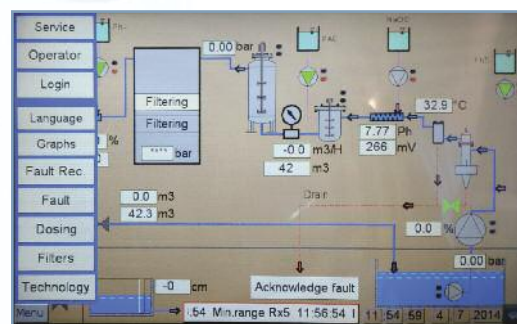 Service
Operator
Login
Language
Graphs
Fault Rec.
Fault
Dosing
Filters
Technology
Menu
0.00 bar
PAC
NaOCl
Filtering
Filtering
**** bar
-0.0 m3/H
42 m3
7.77 Ph
266 mV
32.9 °C
%
0.0 m3
42.3 m3
Drain
0.0 %
0.00 bar
-0 cm
Acknowledge fault
.54 Min.range Rx5 11:56:54
11 54 59 4 7 2014